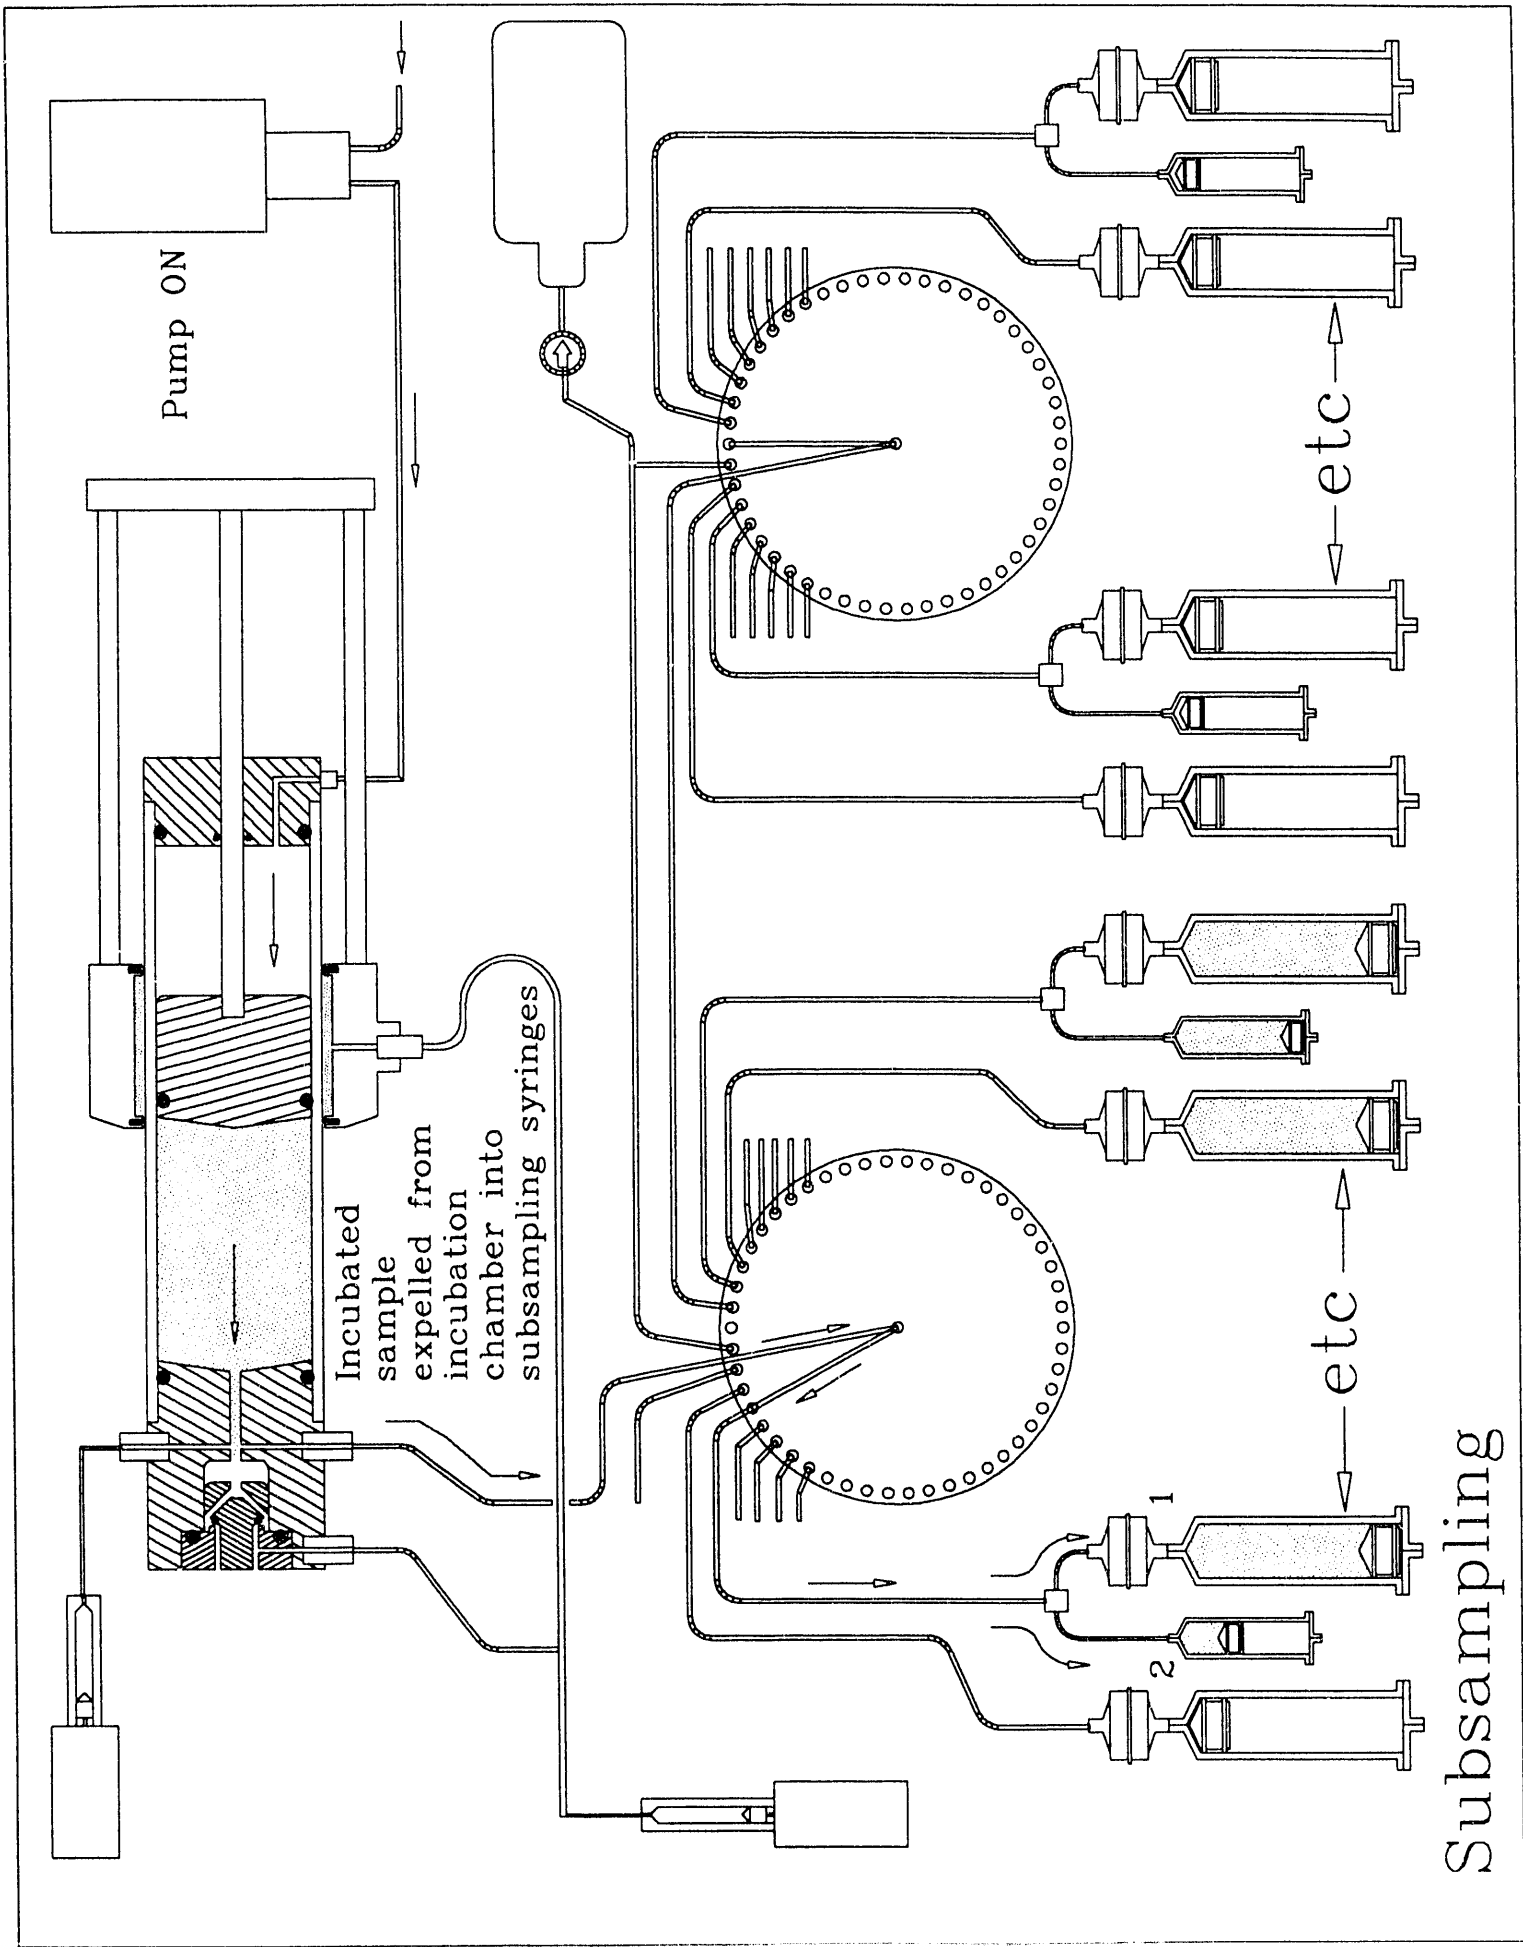 Pump ON
Incubated
sample
expelled from
incubation
chamber into
subsampling syringes
etc
etc
1
2
Subsampling